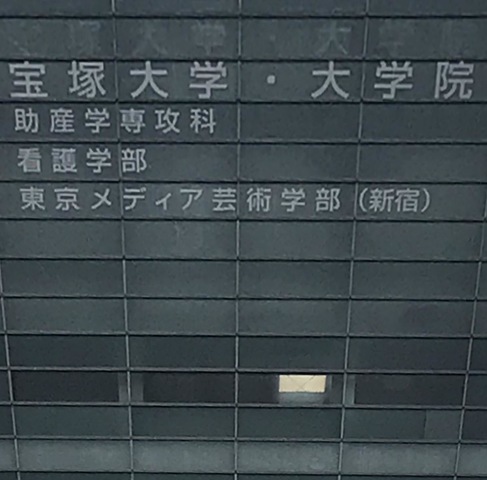 宝塚大学・大学院
助産学専攻科
看護学部
東京メディア芸術学部（新宿）